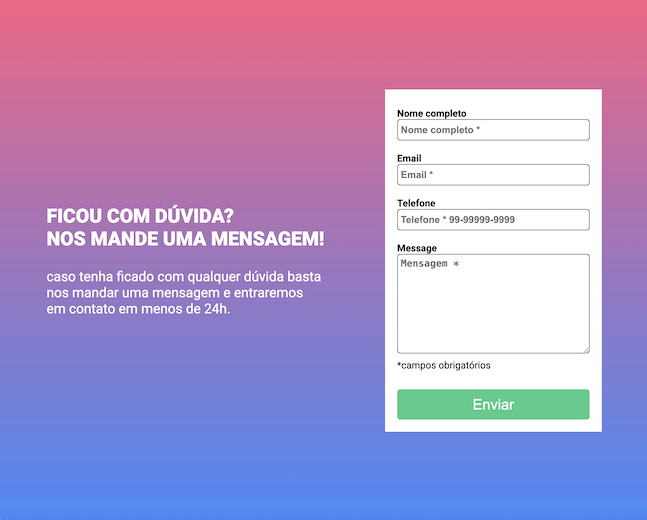 FICOU COM DÚVIDA?
NOS MANDE UMA MENSAGEM!
caso tenha ficado com qualquer dúvida basta
nos mandar uma mensagem e entraremos
em contato em menos de 24h.
Nome completo
Nome completo *
Email
Email *
Telefone
Telefone * 99-99999-9999
Message
Mensagem *
*campos obrigatórios
Enviar